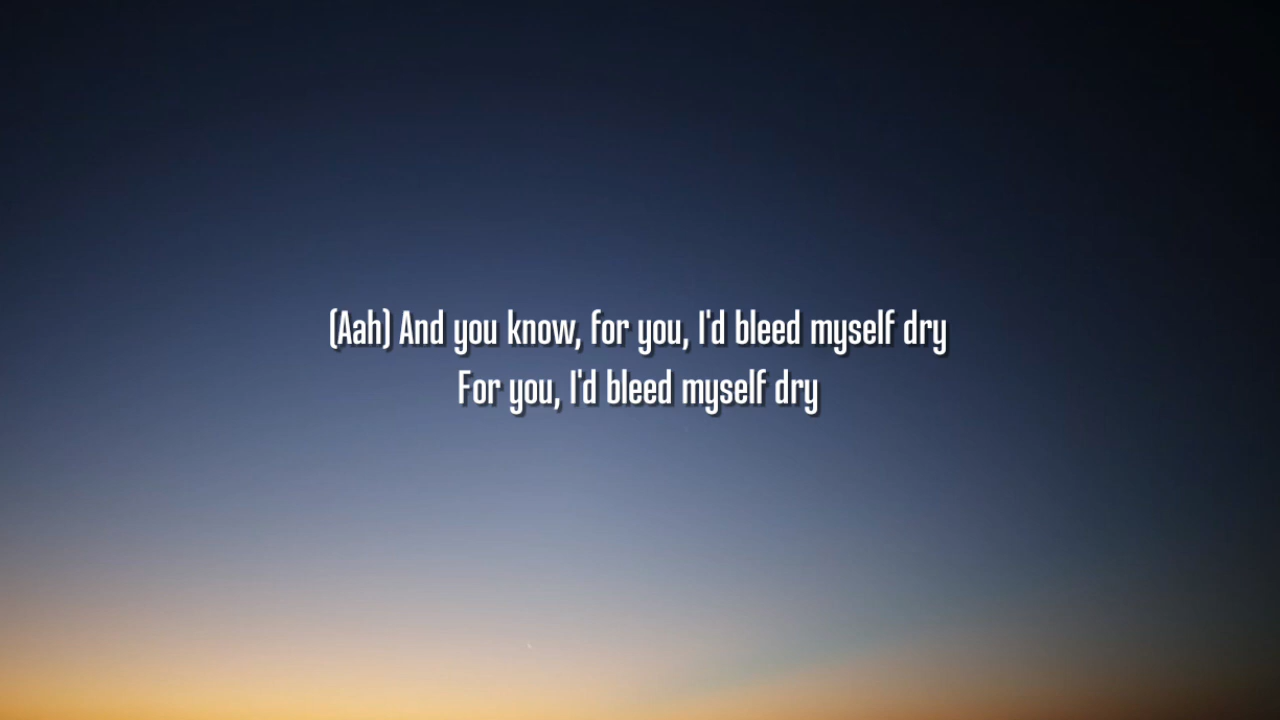 (Aah) And you know, for you, I'd bleed myself dry
For you, I'd bleed myself dry